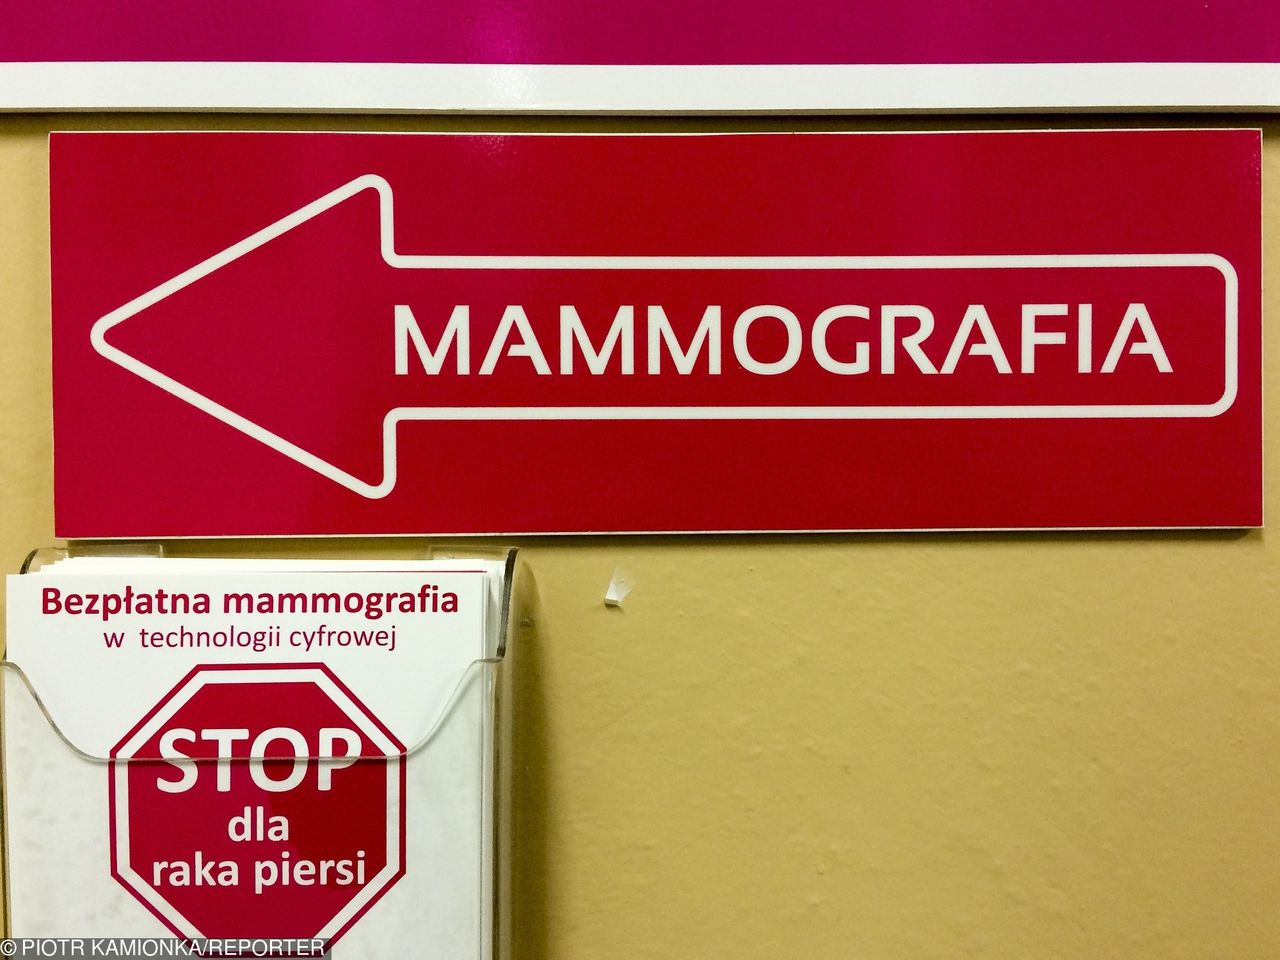 MAMMOGRAFIA
Bezpłatna mammografia
w technologii cyfrowej
STOP
dla
raka piersi
© PIOTR KAMIONKA/REPORTER